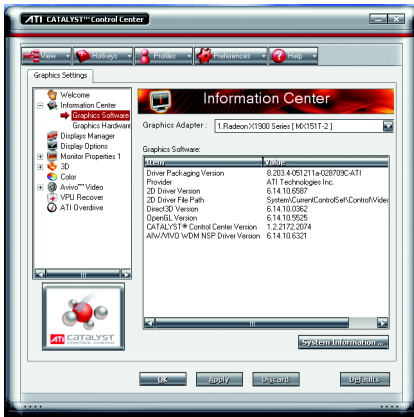 ATI CATALYST™ Control Center
View Hotkeys Profiles Preferences Help
Graphics Settings
Welcome
Information Center
Graphics Software
Graphics Hardware
Displays Manager
Display Options
Monitor Properties 1
3D
Color
Avivo™ Video
VPU Recover
ATI Overdrive
ATI CATALYST
CONTROL CENTER
Information Center
Graphics Adapter :
1.Radeon X1900 Series [ MX151T-2 ]
Graphics Software:
Item Value
Driver Packaging Version 8.203.4-051211a-028709C-ATI
Provider ATI Technologies Inc.
2D Driver Version 6.14.10.6587
2D Driver File Path System\CurrentControlSet\Control\Video
Direct3D Version 6.14.10.0362
OpenGL Version 6.14.10.5525
CATALYST® Control Center Version 1.2.2172.2074
AIW/VIVO WDM NSP Driver Version 6.14.10.6321
System Information ...
OK Apply Discard Defaults